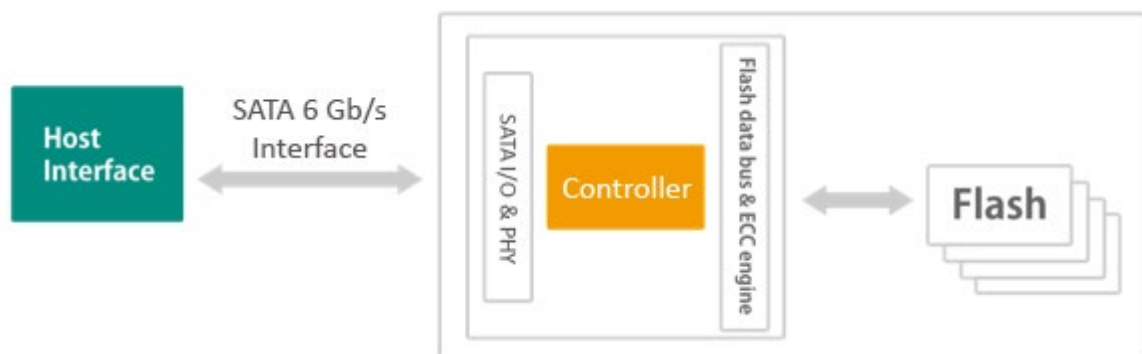 Host
Interface
SATA 6 Gb/s
Interface
SATA I/O & PHY
Controller
Flash data bus & ECC engine
Flash